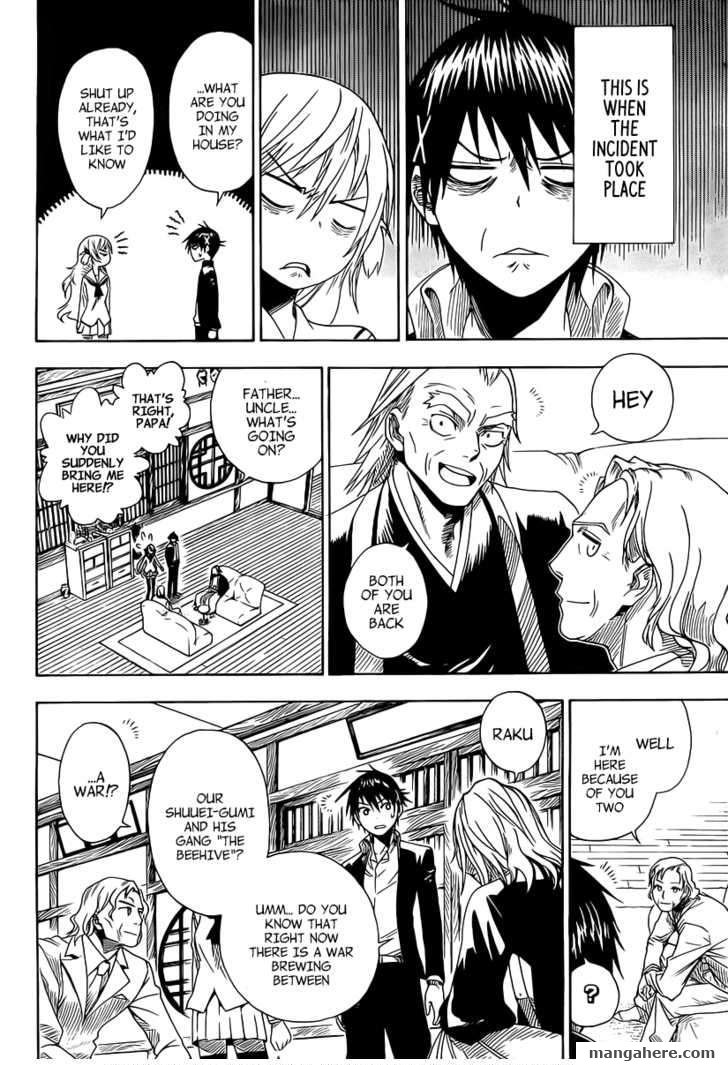 THIS IS
WHEN
THE
INCIDENT
TOOK
PLACE
...WHAT
ARE YOU
DOING
IN MY
HOUSE?
SHUT UP
ALREADY,
THAT'S
WHAT I'D
LIKE TO
KNOW
HEY
BOTH
OF YOU
ARE
BACK
FATHER...
UNCLE...
WHAT'S
GOING
ON?
THAT'S
RIGHT,
PAPA!
WHY DID
YOU
SUDDENLY
BRING ME
HERE!?
WELL
I'M
HERE
BECAUSE
OF YOU
TWO
?
RAKU
UMM... DO YOU
KNOW THAT
RIGHT NOW
THERE IS A WAR
BREWING
BETWEEN
OUR
SHUUEI-GUMI
AND HIS
GANG "THE
BEEHIVE"?
...A
WAR!?
mangahere.com